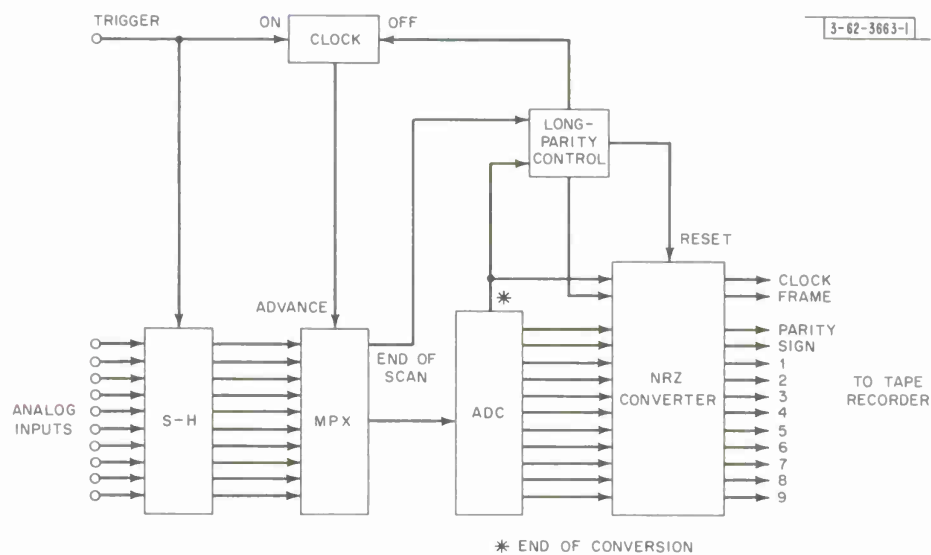 TRIGGER
ON
CLOCK
OFF
3-62-3663-1
LONG-
PARITY
CONTROL
RESET
ADVANCE
CLOCK
FRAME
PARITY
SIGN
1
2
3
4
5
6
7
8
9
END OF
SCAN
ANALOG
INPUTS
S-H
MPX
ADC
NRZ
CONVERTER
TO TAPE
RECORDER
* END OF CONVERSION